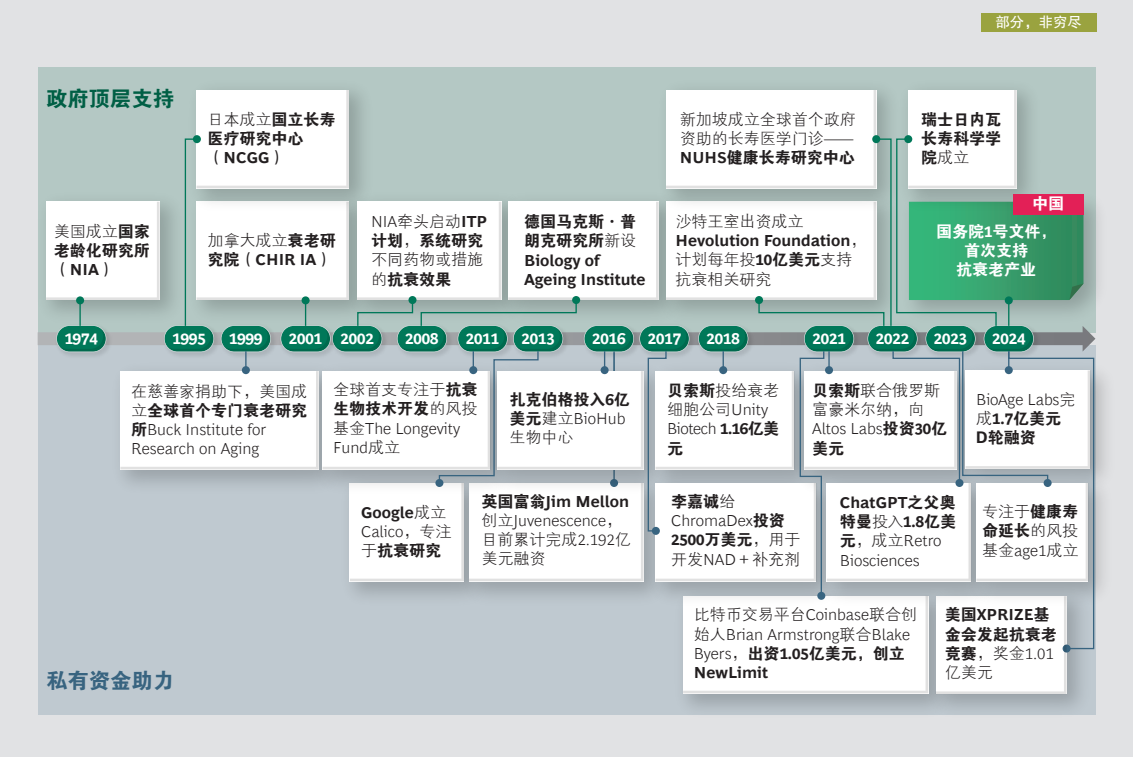 部分，非穷尽
政府顶层支持
日本成立国立长寿
医疗研究中心
（NCGG）
新加坡成立全球首个政府
资助的长寿医学门诊——
NUHS健康长寿研究中心
瑞士日内瓦
长寿科学学
院成立
美国成立国家
老龄化研究所
（NIA）
加拿大成立衰老研
究院（CHIR IA）
NIA牵头启动ITP
计划，系统研究
不同药物或措施
的抗衰效果
德国马克斯·普
朗克研究所新设
Biology of
Ageing Institute
沙特王室出资成立
Hevolution Foundation，
计划每年投10亿美元支持
抗衰相关研究
中国
国务院1号文件，
首次支持
抗衰老产业
1974
1995
1999
2001
2002
2008
2011
2013
2016
2017
2018
2021
2022
2023
2024
在慈善家捐助下，美国成
立全球首个专门衰老研究
所Buck Institute for
Research on Aging
全球首支专注于抗衰
生物技术开发的风投
基金The Longevity
Fund成立
扎克伯格投入6亿
美元建立BioHub
生物中心
贝索斯投给衰老
细胞公司Unity
Biotech 1.16亿美
元
贝索斯联合俄罗斯
富豪米尔纳，向
Altos Labs投资30亿
美元
BioAge Labs完
成1.7亿美元
D轮融资
Google成立
Calico，专注
于抗衰研究
英国富翁Jim Mellon
创立Juvenescence，
目前累计完成2.192亿
美元融资
李嘉诚给
ChromaDex投资
2500万美元，用于
开发NAD＋补充剂
ChatGPT之父奥
特曼投入1.8亿美
元，成立Retro
Biosciences
专注于健康寿
命延长的风投
基金age1成立
比特币交易平台Coinbase联合创
始人Brian Armstrong联合Blake
Byers，出资1.05亿美元，创立
NewLimit
美国XPRIZE基
金会发起抗衰老
竞赛，奖金1.01
亿美元
私有资金助力